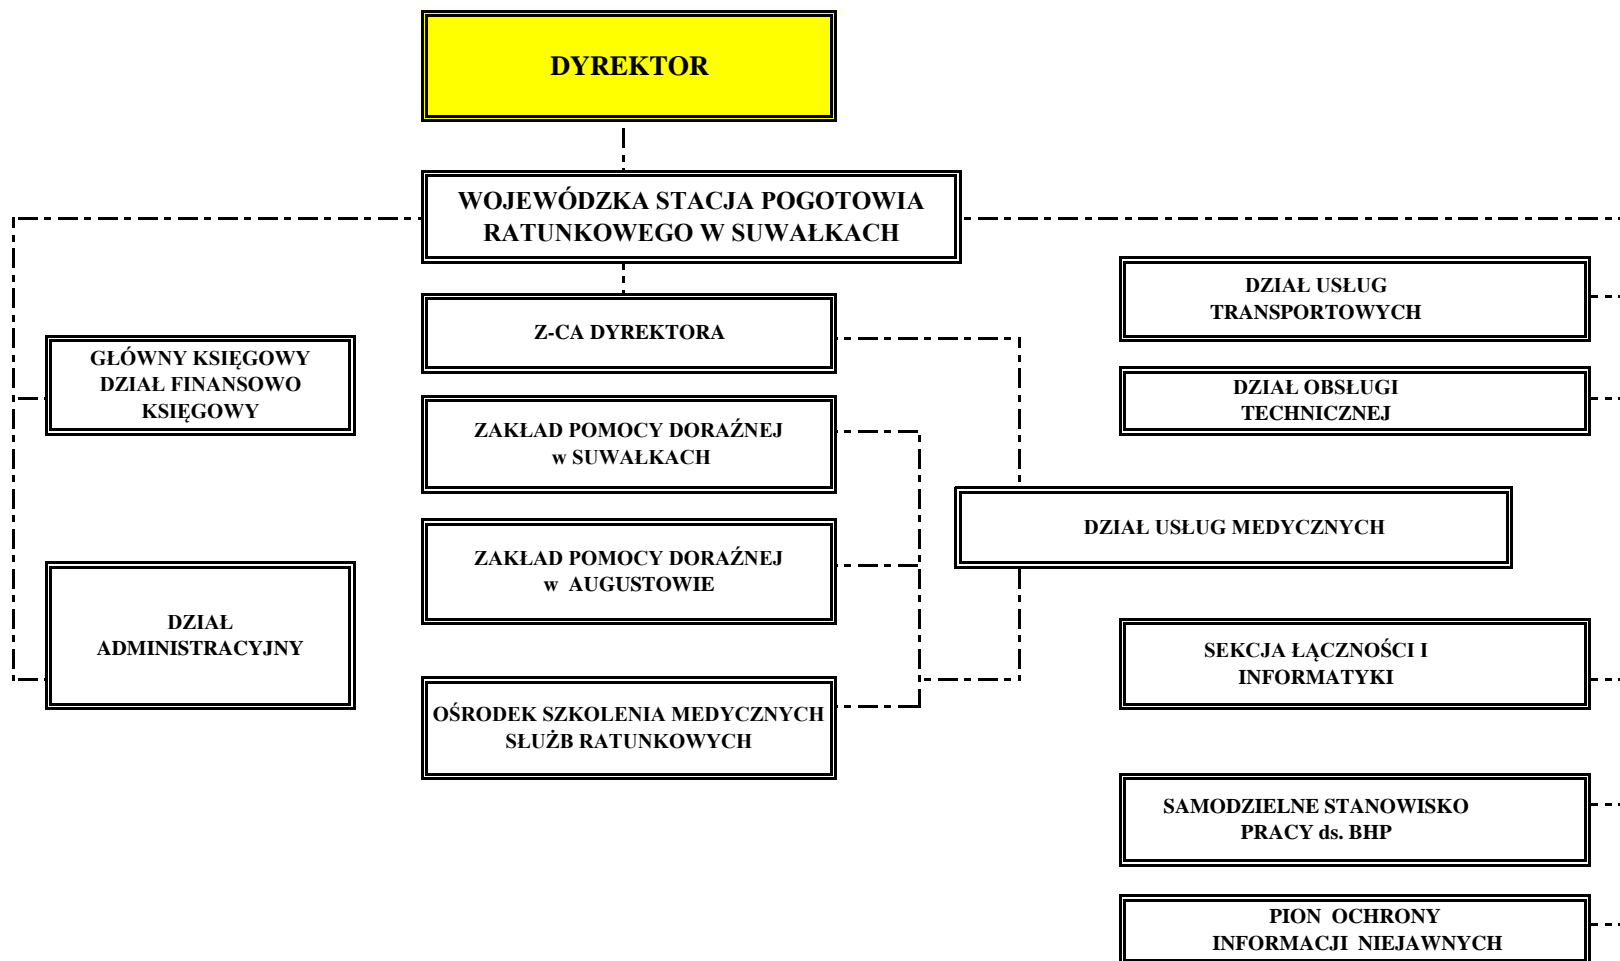 DYREKTOR
WOJEWÓDZKA STACJA POGOTOWIA
RATUNKOWEGO W SUWAŁKACH
Z-CA DYREKTORA
GŁÓWNY KSIĘGOWY
DZIAŁ FINANSOWO
KSIĘGOWY
DZIAŁ
ADMINISTRACYJNY
ZAKŁAD POMOCY DORAŹNEJ
w SUWAŁKACH
ZAKŁAD POMOCY DORAŹNEJ
w AUGUSTOWIE
OŚRODEK SZKOLENIA MEDYCZNYCH
SŁUŻB RATUNKOWYCH
DZIAŁ USŁUG MEDYCZNYCH
DZIAŁ USŁUG
TRANSPORTOWYCH
DZIAŁ OBSŁUGI
TECHNICZNEJ
SEKCJA ŁĄCZNOŚCI I
INFORMATYKI
SAMODZIELNE STANOWISKO
PRACY ds. BHP
PION OCHRONY
INFORMACJI NIEJAWNYCH